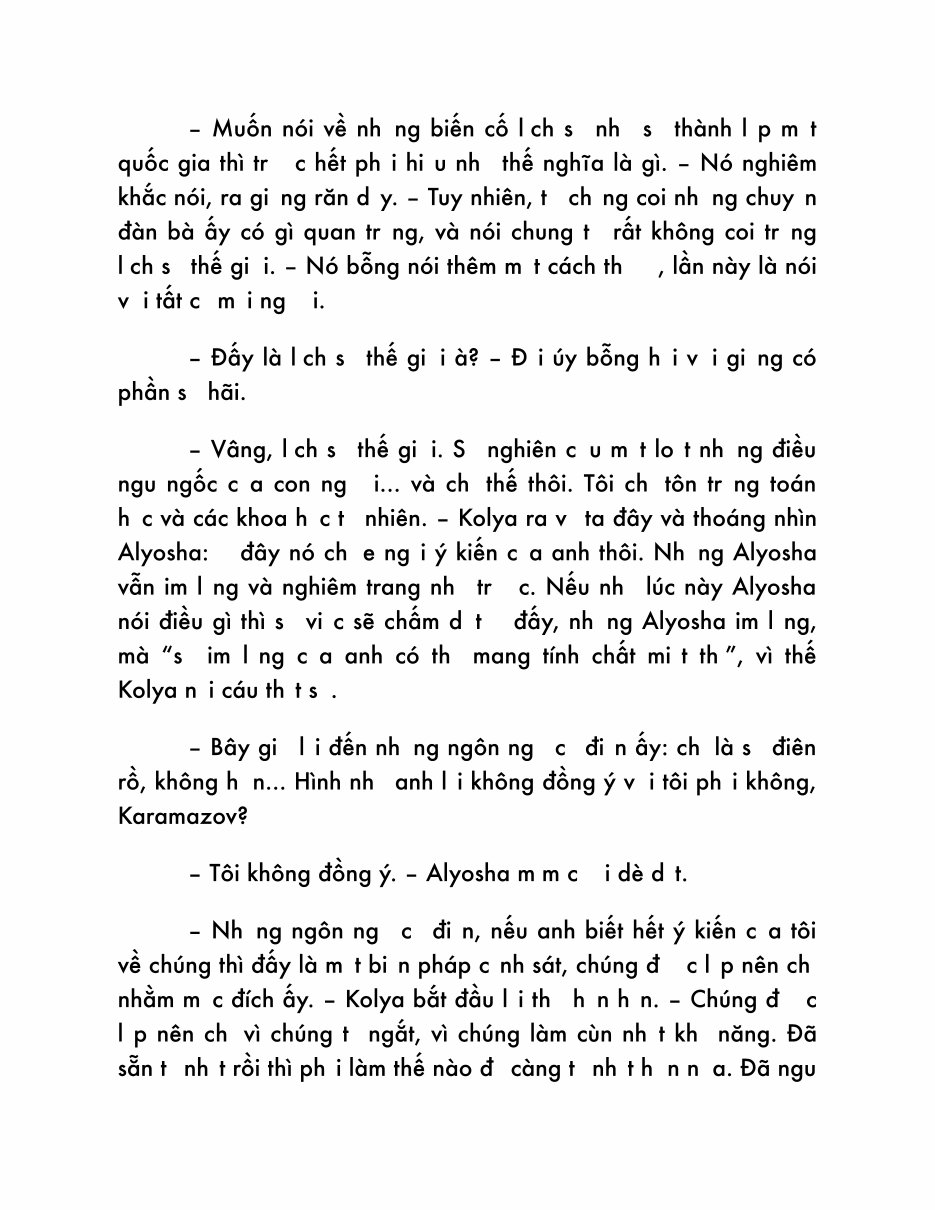 – Muốn nói về nh ng biến cố l ch s nh s thành l p m t
quốc gia thì tr c hết ph i hi u nh thế nghĩa là gì. – Nó nghiêm
khắc nói, ra gi ng răn d y. – Tuy nhiên, t ch ng coi nh ng chuy n
đàn bà ấy có gì quan tr ng, và nói chung t rất không coi tr ng
l ch s thế gi i. – Nó bỗng nói thêm m t cách th , lần này là nói
v i tất c m i ng i.
– Đấy là l ch s thế gi i à? – Đ i úy bỗng h i v i gi ng có
phần s hãi.
– Vâng, l ch s thế gi i. S nghiên c u m t lo t nh ng điều
ngu ngốc c a con ng i... và ch thế thôi. Tôi ch tôn tr ng toán
h c và các khoa h c t nhiên. – Kolya ra v ta đây và thoáng nhìn
Alyosha: đây nó ch e ng i ý kiến c a anh thôi. Nh ng Alyosha
vẫn im l ng và nghiêm trang nh tr c. Nếu nh lúc này Alyosha
nói điều gì thì s vi c sẽ chấm d t đấy, nh ng Alyosha im l ng,
mà “s im l ng c a anh có th mang tính chất mi t th ”, vì thế
Kolya n i cáu th t s .
– Bây gi l i đến nh ng ngôn ng c đi n ấy: ch là s điên
rồ, không h n... Hình nh anh l i không đồng ý v i tôi ph i không,
Karamazov?
– Tôi không đồng ý. – Alyosha m m c i dè d t.
– Nh ng ngôn ng c đi n, nếu anh biết hết ý kiến c a tôi
về chúng thì đấy là m t bi n pháp c nh sát, chúng đ c l p nên ch
nhằm m c đích ấy. – Kolya bắt đầu l i th h n h n. – Chúng đ c
l p nên ch vì chúng t ngắt, vì chúng làm cùn nh t kh năng. Đã
sẵn t nh t rồi thì ph i làm thế nào đ càng t nh t h n n a. Đã ngu